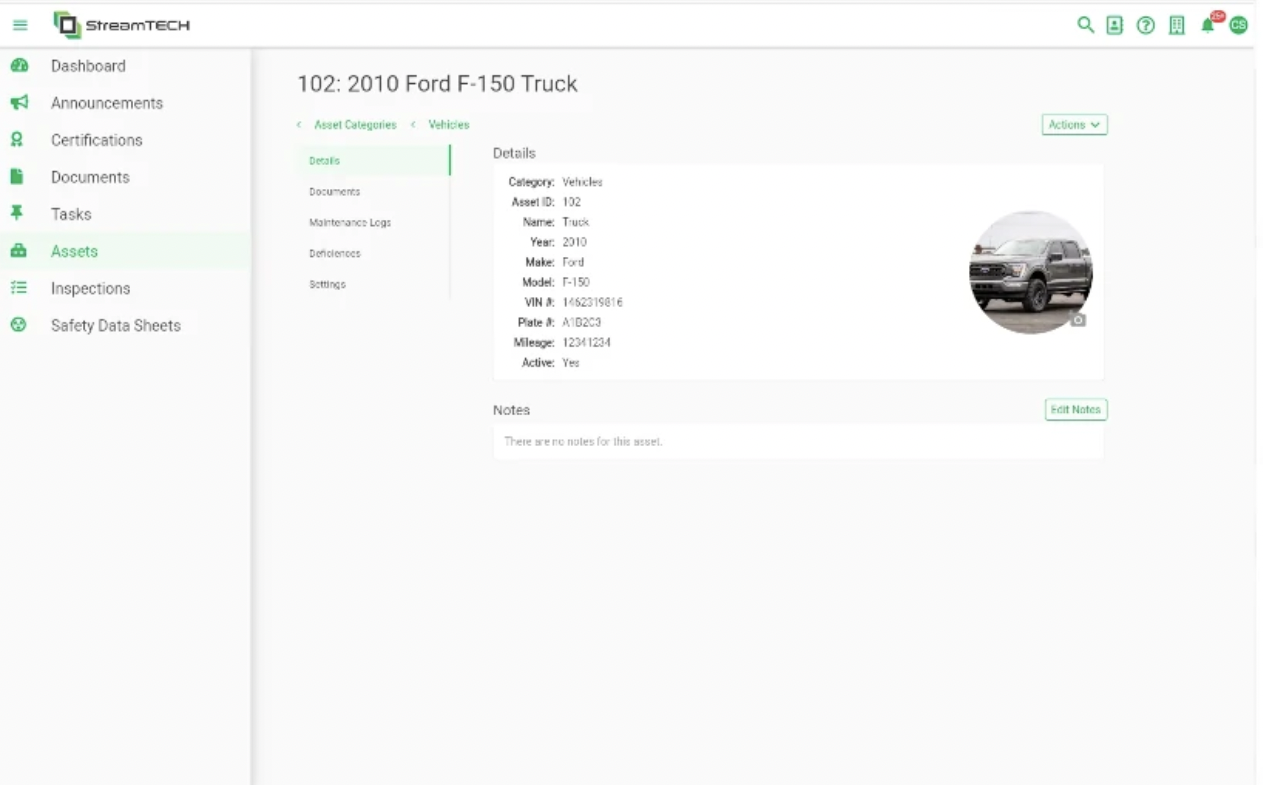 StreamTECH
25+
CS
Dashboard
Announcements
Certifications
Documents
Tasks
Assets
Inspections
Safety Data Sheets
102: 2010 Ford F-150 Truck
< Asset Categories < Vehicles
Actions
Details
Documents
Maintenance Logs
Deficiences
Settings
Details
Category: Vehicles
Asset ID: 102
Name: Truck
Year: 2010
Make: Ford
Model: F-150
VIN #: 1462319816
Plate #: A1B2C3
Mileage: 12341234
Active: Yes
Notes
Edit Notes
There are no notes for this asset.